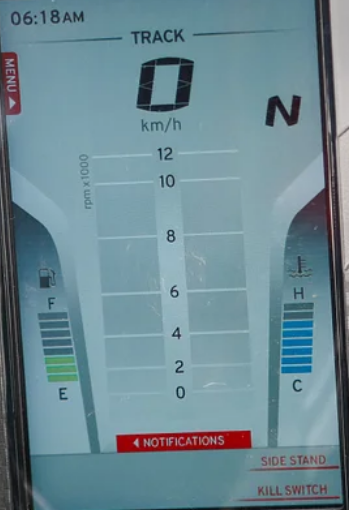 06:18AM
TRACK
MENU
0
km/h
N
rpm x1000
12
10
8
6
4
2
0
F
E
H
C
NOTIFICATIONS
SIDE STAND
KILL SWITCH